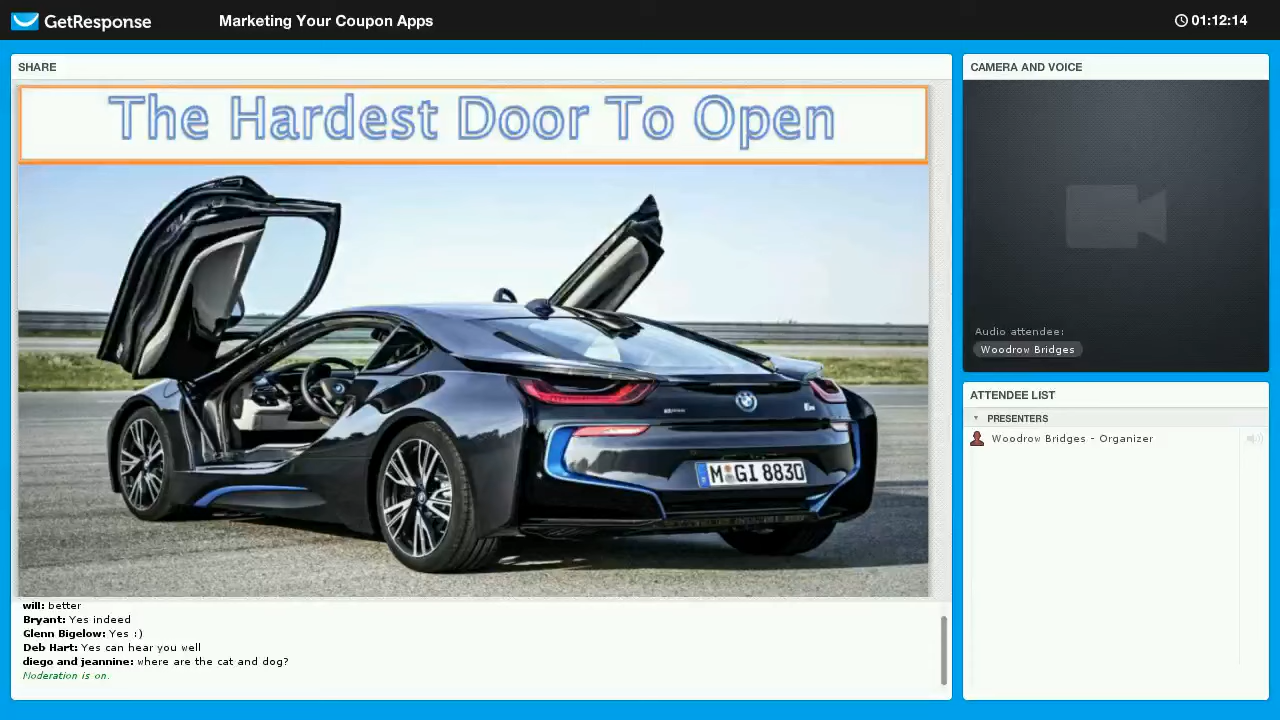 GetResponse
Marketing Your Coupon Apps
01:12:14
SHARE
The Hardest Door To Open
M GI 8830
will: better
Bryant: Yes indeed
Glenn Bigelow: Yes :)
Deb Hart: Yes can hear you well
diego and jeannine: where are the cat and dog?
Moderation is on.
CAMERA AND VOICE
Audio attendee:
Woodrow Bridges
ATTENDEE LIST
PRESENTERS
Woodrow Bridges - Organizer